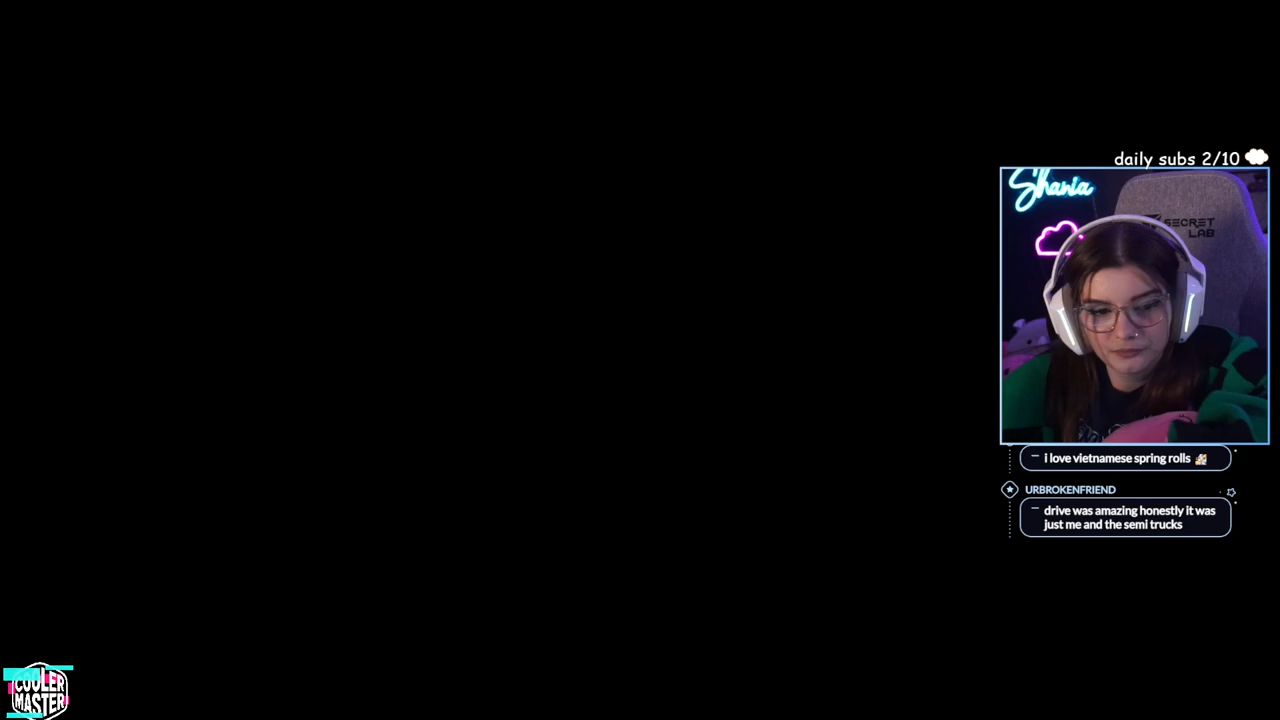 daily subs 2/10
Shania
SECRET
LAB
i love vietnamese spring rolls
URBROKENFRIEND
drive was amazing honestly it was
just me and the semi trucks
COOLER
MASTER